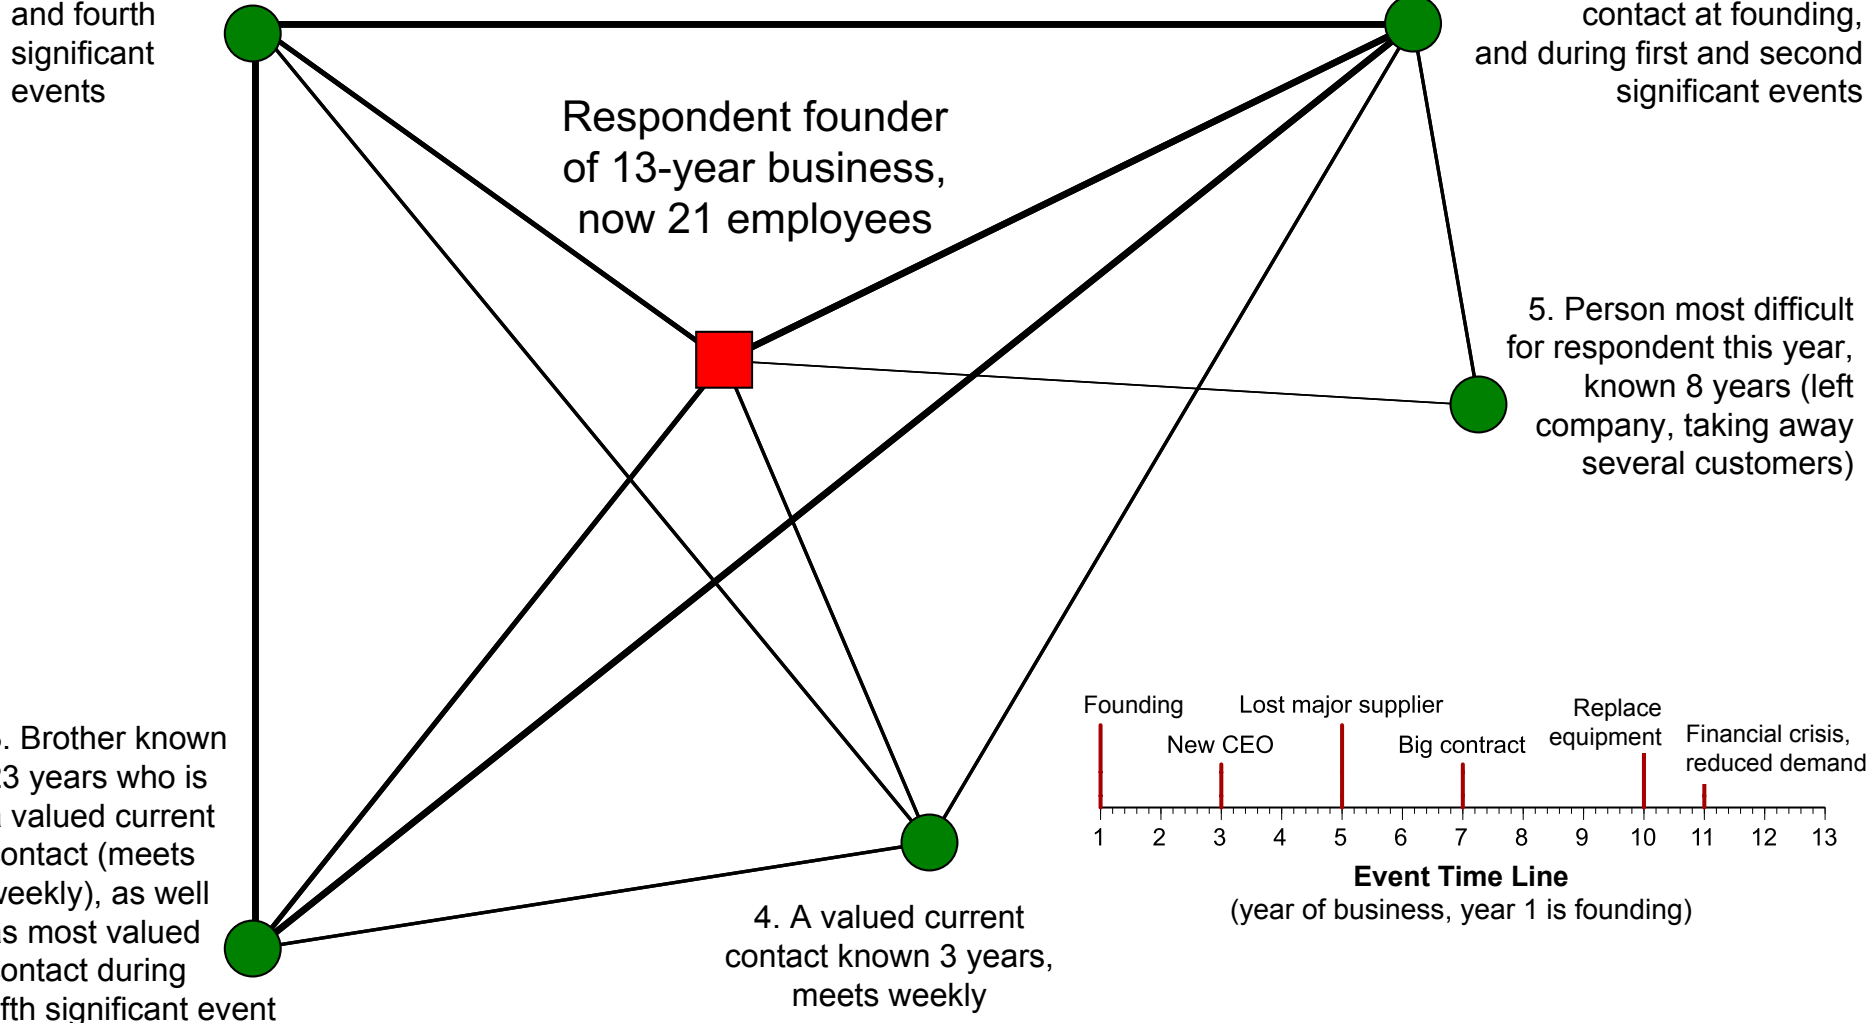 and fourth
significant
events
contact at founding,
and during first and second
significant events
Respondent founder
of 13-year business,
now 21 employees
5. Person most difficult
for respondent this year,
known 8 years (left
company, taking away
several customers)
. Brother known
3 years who is
valued current
ontact (meets
eekly), as well
s most valued
ontact during
fth significant event
4. A valued current
contact known 3 years,
meets weekly
Founding
New CEO
Lost major supplier
Big contract
Replace
equipment
Financial crisis,
reduced demand
1 2 3 4 5 6 7 8 9 10 11 12 13
Event Time Line
(year of business, year 1 is founding)